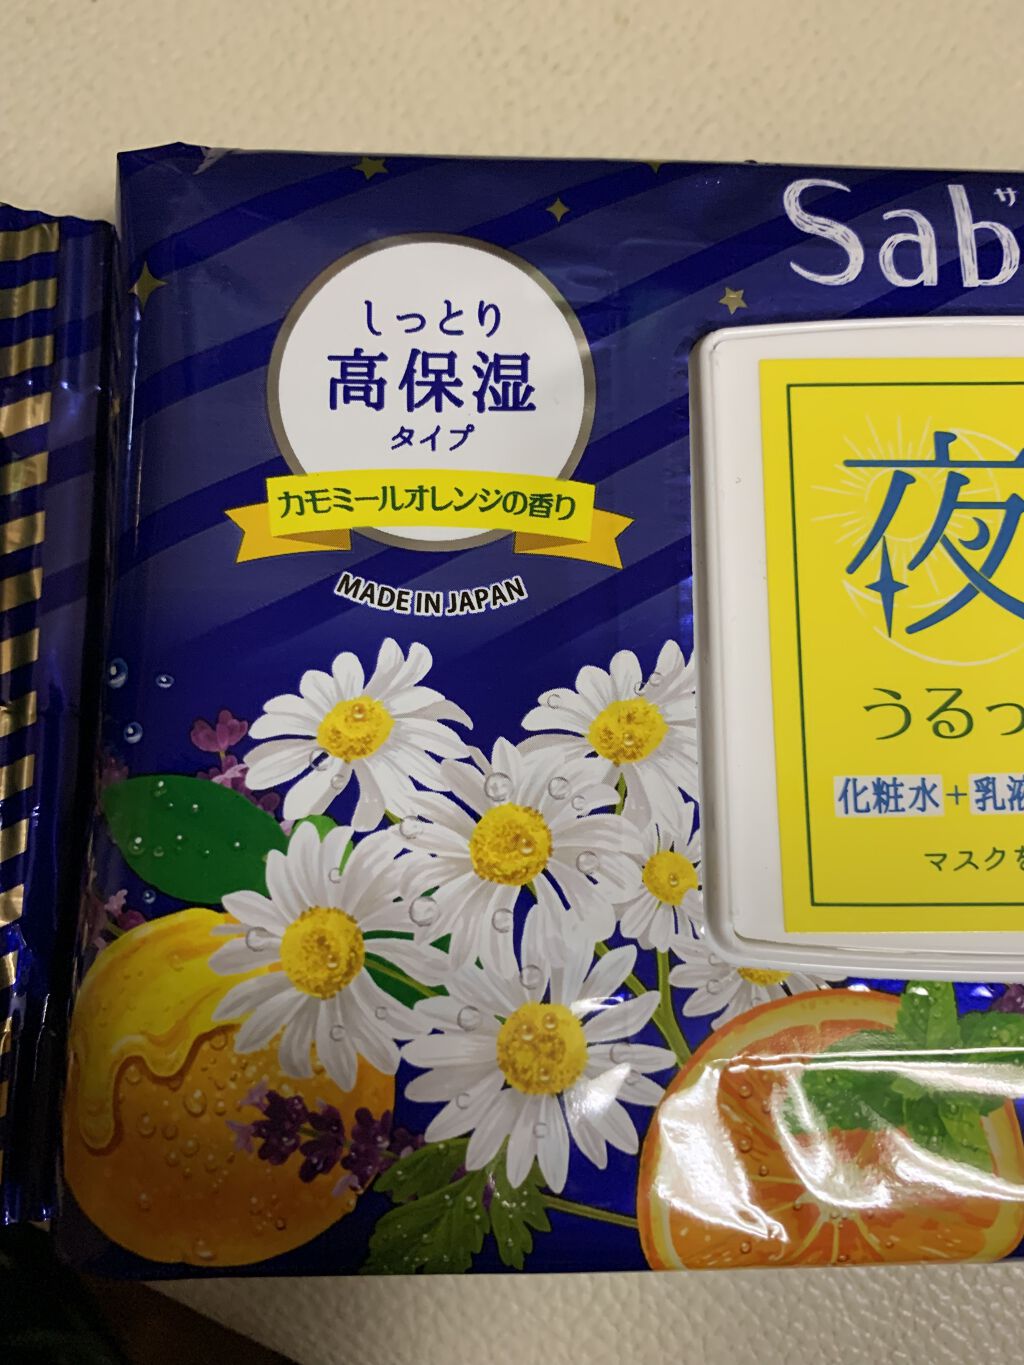 Sab
サ
しっとり
高保湿
タイプ
カモミールオレンジの香り
MADE IN JAPAN
夜
うるっ
化粧水+乳液
マスクを